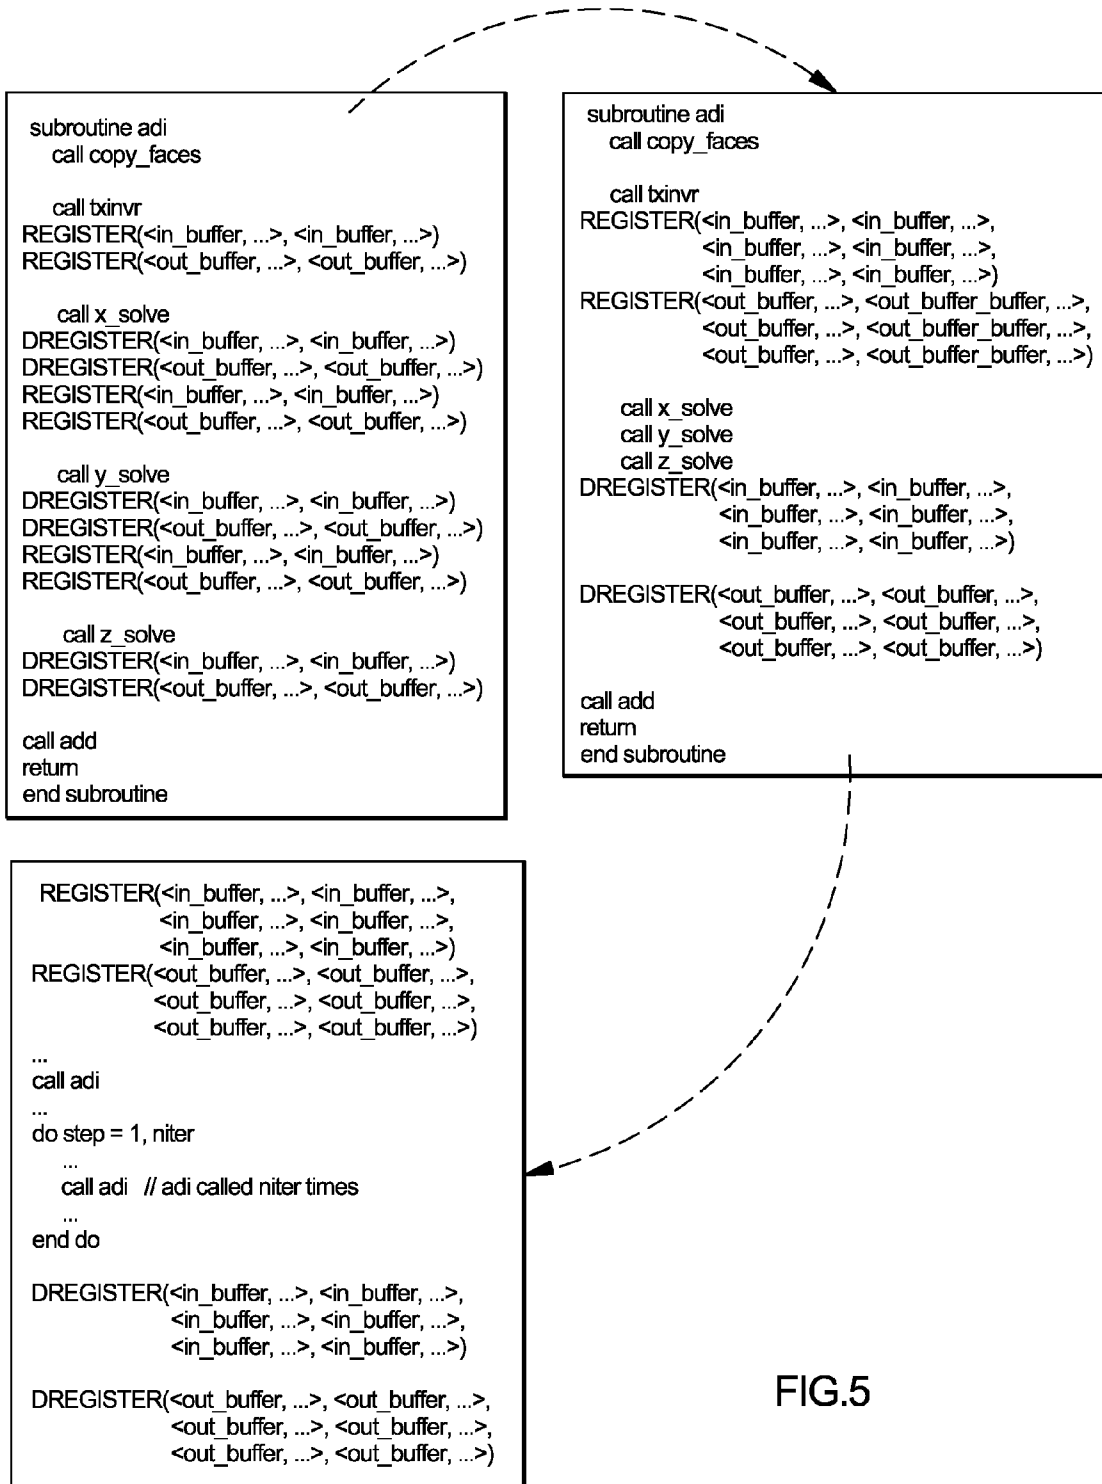 subroutine adi
call copy_faces
call txinvr
REGISTER(<in_buffer, ...>, <in_buffer, ...>)
REGISTER(<out_buffer, ...>, <out_buffer, ...>)
call x_solve
DREGISTER(<in_buffer, ...>, <in_buffer, ...>)
DREGISTER(<out_buffer, ...>, <out_buffer, ...>)
REGISTER(<in_buffer, ...>, <in_buffer, ...>)
REGISTER(<out_buffer, ...>, <out_buffer, ...>)
call y_solve
DREGISTER(<in_buffer, ...>, <in_buffer, ...>)
DREGISTER(<out_buffer, ...>, <out_buffer, ...>)
REGISTER(<in_buffer, ...>, <in_buffer, ...>)
REGISTER(<out_buffer, ...>, <out_buffer, ...>)
call z_solve
DREGISTER(<in_buffer, ...>, <in_buffer, ...>)
DREGISTER(<out_buffer, ...>, <out_buffer, ...>)
call add
return
end subroutine
subroutine adi
call copy_faces
call txinvr
REGISTER(<in_buffer, ...>, <in_buffer, ...>,
<in_buffer, ...>, <in_buffer, ...>,
<in_buffer, ...>, <in_buffer, ...>)
REGISTER(<out_buffer, ...>, <out_buffer_buffer, ...>,
<out_buffer, ...>, <out_buffer_buffer, ...>,
<out_buffer, ...>, <out_buffer_buffer, ...>)
call x_solve
call y_solve
call z_solve
DREGISTER(<in_buffer, ...>, <in_buffer, ...>,
<in_buffer, ...>, <in_buffer, ...>,
<in_buffer, ...>, <in_buffer, ...>)
DREGISTER(<out_buffer, ...>, <out_buffer, ...>,
<out_buffer, ...>, <out_buffer, ...>,
<out_buffer, ...>, <out_buffer, ...>)
call add
return
end subroutine
REGISTER(<in_buffer, ...>, <in_buffer, ...>,
<in_buffer, ...>, <in_buffer, ...>,
<in_buffer, ...>, <in_buffer, ...>)
REGISTER(<out_buffer, ...>, <out_buffer, ...>,
<out_buffer, ...>, <out_buffer, ...>,
<out_buffer, ...>, <out_buffer, ...>)
...
call adi
...
do step = 1, niter
...
call adi // adi called niter times
...
end do
DREGISTER(<in_buffer, ...>, <in_buffer, ...>,
<in_buffer, ...>, <in_buffer, ...>,
<in_buffer, ...>, <in_buffer, ...>)
DREGISTER(<out_buffer, ...>, <out_buffer, ...>,
<out_buffer, ...>, <out_buffer, ...>,
<out_buffer, ...>, <out_buffer, ...>)
FIG.5